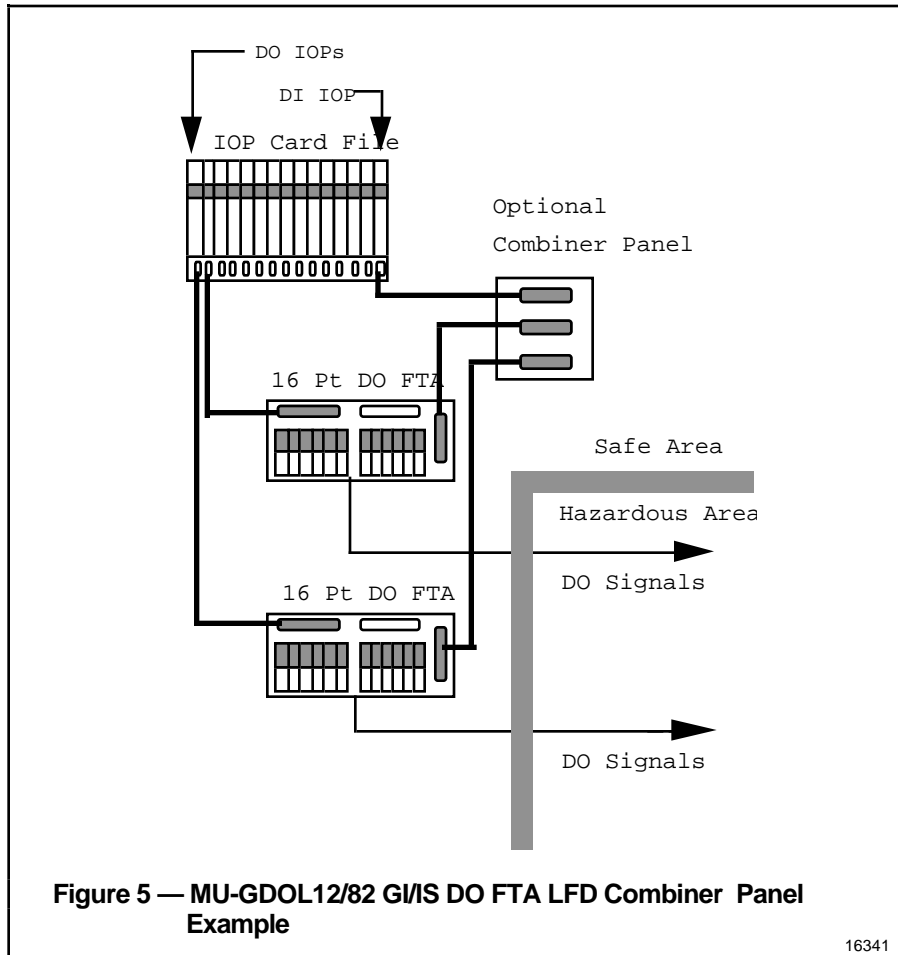 DO IOPs
DI IOP
IOP Card File
Optional
Combiner Panel
16 Pt DO FTA
Safe Area
Hazardous Area
DO Signals
16 Pt DO FTA
DO Signals
Figure 5 — MU-GDOL12/82 GI/IS DO FTA LFD Combiner Panel
Example
16341